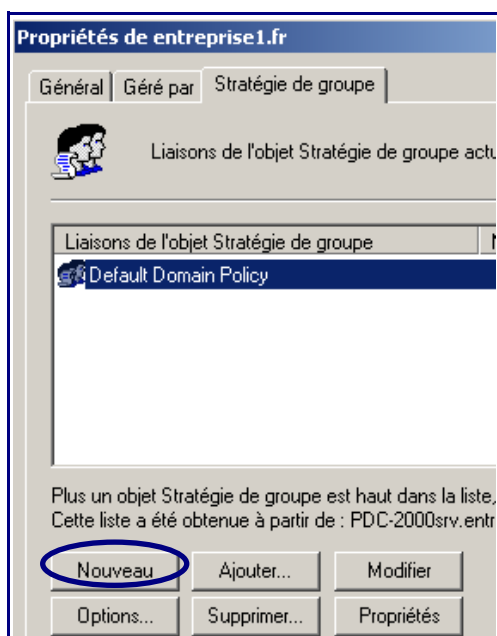 Propriétés de entreprise1.fr
Général Géré par Stratégie de groupe
Liaisons de l'objet Stratégie de groupe actu
Liaisons de l'objet Stratégie de groupe N
Default Domain Policy
Plus un objet Stratégie de groupe est haut dans la liste,
Cette liste a été obtenue à partir de : PDC-2000srv.entr
Nouveau Ajouter... Modifier
Options... Supprimer... Propriétés